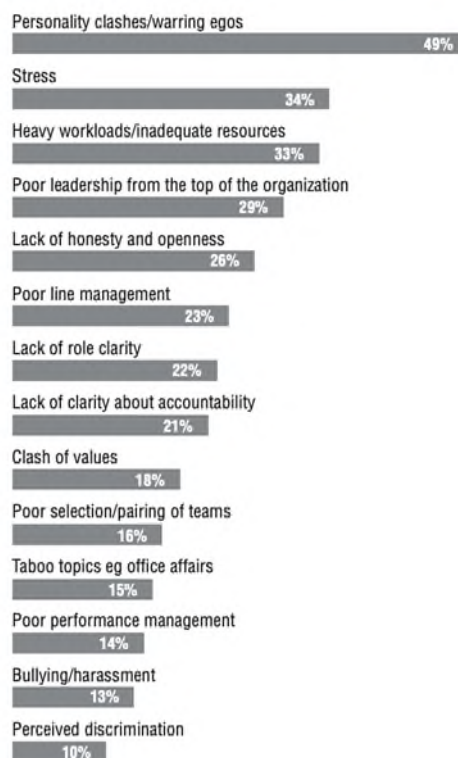 Personality clashes/warring egos
49%
Stress
34%
Heavy workloads/inadequate resources
33%
Poor leadership from the top of the organization
29%
Lack of honesty and openness
26%
Poor line management
23%
Lack of role clarity
22%
Lack of clarity about accountability
21%
Clash of values
18%
Poor selection/pairing of teams
16%
Taboo topics eg office affairs
15%
Poor performance management
14%
Bullying/harassment
13%
Perceived discrimination
10%